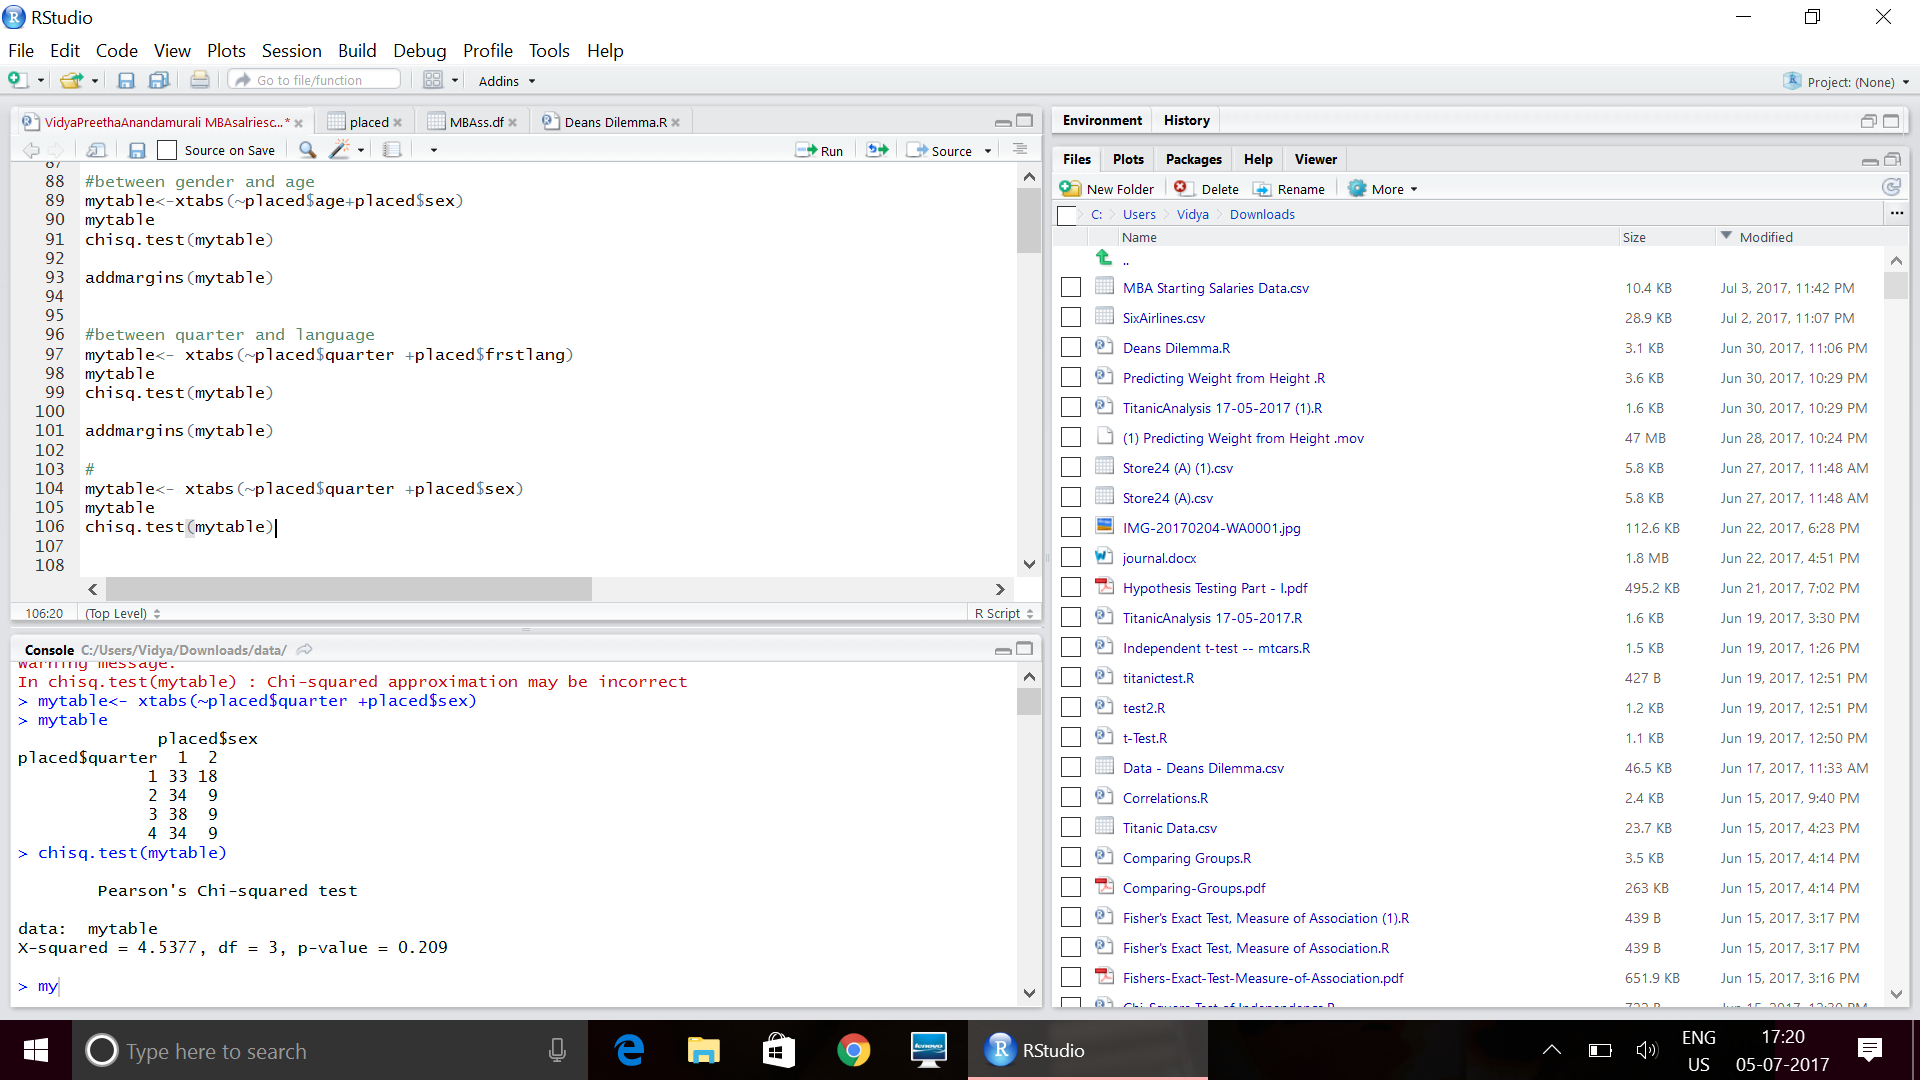 RStudio
File Edit Code View Plots Session Build Debug Profile Tools Help
Go to file/function Addins Project: (None)
VidyaPreethaAnandamurali MBAsalriesc...* placed MBAss.df Deans Dilemma.R
Source on Save Run Source
87
88 #between gender and age
89 mytable<-xtabs(~placed$age+placed$sex)
90 mytable
91 chisq.test(mytable)
92
93 addmargins(mytable)
94
95
96 #between quarter and language
97 mytable<- xtabs(~placed$quarter +placed$frstlang)
98 mytable
99 chisq.test(mytable)
100
101 addmargins(mytable)
102
103 #
104 mytable<- xtabs(~placed$quarter +placed$sex)
105 mytable
106 chisq.test(mytable)
107
108
106:20 (Top Level) R Script
Console C:/Users/Vidya/Downloads/data/
Warning message:
In chisq.test(mytable) : Chi-squared approximation may be incorrect
> mytable<- xtabs(~placed$quarter +placed$sex)
> mytable
placed$sex
placed$quarter 1 2
1 33 18
2 34 9
3 38 9
4 34 9
> chisq.test(mytable)
Pearson's Chi-squared test
data: mytable
X-squared = 4.5377, df = 3, p-value = 0.209
> my
Environment History
Files Plots Packages Help Viewer
New Folder Delete Rename More
C: Users Vidya Downloads ...
Name Size Modified
..
MBA Starting Salaries Data.csv 10.4 KB Jul 3, 2017, 11:42 PM
SixAirlines.csv 28.9 KB Jul 2, 2017, 11:07 PM
Deans Dilemma.R 3.1 KB Jun 30, 2017, 11:06 PM
Predicting Weight from Height .R 3.6 KB Jun 30, 2017, 10:29 PM
TitanicAnalysis 17-05-2017 (1).R 1.6 KB Jun 30, 2017, 10:29 PM
(1) Predicting Weight from Height .mov 47 MB Jun 28, 2017, 10:24 PM
Store24 (A) (1).csv 5.8 KB Jun 27, 2017, 11:48 AM
Store24 (A).csv 5.8 KB Jun 27, 2017, 11:48 AM
IMG-20170204-WA0001.jpg 112.6 KB Jun 22, 2017, 6:28 PM
journal.docx 1.8 MB Jun 22, 2017, 4:51 PM
Hypothesis Testing Part - I.pdf 495.2 KB Jun 21, 2017, 7:02 PM
TitanicAnalysis 17-05-2017.R 1.6 KB Jun 19, 2017, 3:30 PM
Independent t-test -- mtcars.R 1.5 KB Jun 19, 2017, 1:26 PM
titanictest.R 427 B Jun 19, 2017, 12:51 PM
test2.R 1.2 KB Jun 19, 2017, 12:51 PM
t-Test.R 1.1 KB Jun 19, 2017, 12:50 PM
Data - Deans Dilemma.csv 46.5 KB Jun 17, 2017, 11:33 AM
Correlations.R 2.4 KB Jun 15, 2017, 9:40 PM
Titanic Data.csv 23.7 KB Jun 15, 2017, 4:23 PM
Comparing Groups.R 3.5 KB Jun 15, 2017, 4:14 PM
Comparing-Groups.pdf 263 KB Jun 15, 2017, 4:14 PM
Fisher's Exact Test, Measure of Association (1).R 439 B Jun 15, 2017, 3:17 PM
Fisher's Exact Test, Measure of Association.R 439 B Jun 15, 2017, 3:17 PM
Fishers-Exact-Test-Measure-of-Association.pdf 651.9 KB Jun 15, 2017, 3:16 PM
Type here to search lenovo RStudio ENG 17:20
US 05-07-2017